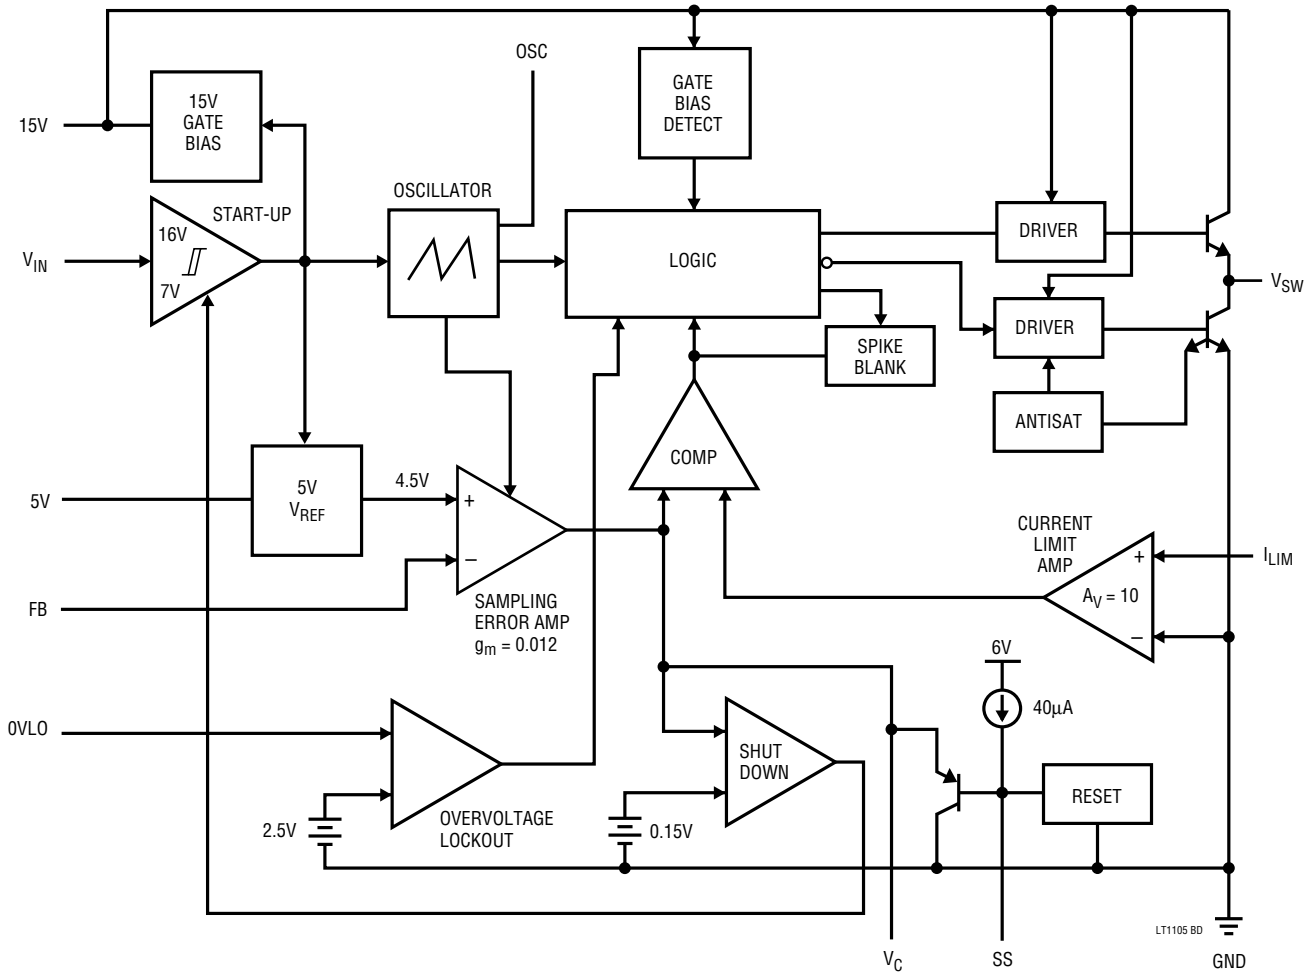 OSC
15V
15V
GATE
BIAS
GATE
BIAS
DETECT
OSCILLATOR
START-UP
16V
7V
VIN
LOGIC
DRIVER
VSW
DRIVER
SPIKE
BLANK
ANTISAT
COMP
5V
5V
VREF
4.5V
+
–
FB
SAMPLING
ERROR AMP
gm = 0.012
CURRENT
LIMIT
AMP
+
AV = 10
–
ILIM
6V
40µA
0VLO
SHUT
DOWN
RESET
2.5V
OVERVOLTAGE
LOCKOUT
0.15V
LT1105 BD
VC
SS
GND